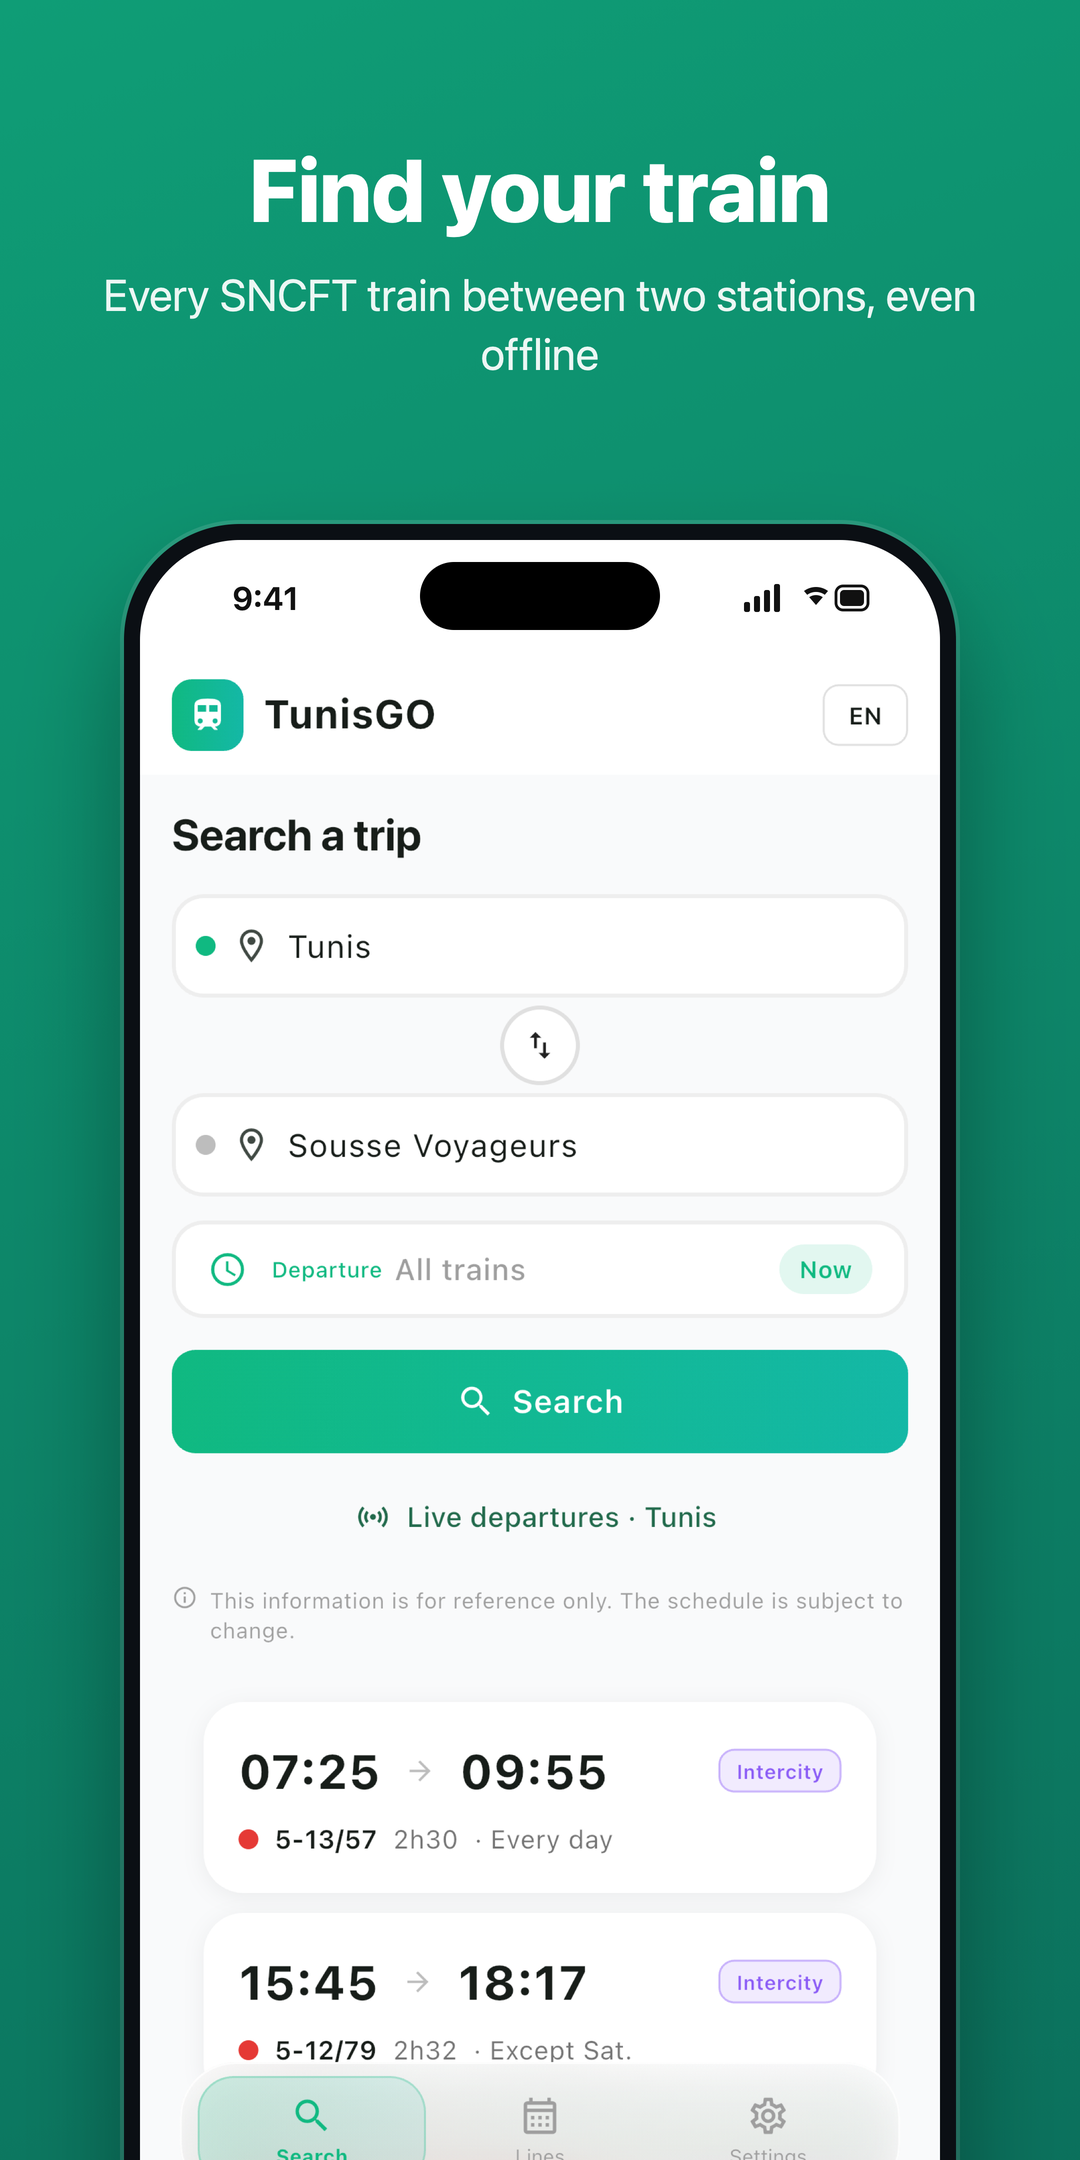 Find your train
Every SNCFT train between two stations, even
offline
9:41
TunisGO
EN
Search a trip
Tunis
Sousse Voyageurs
Departure All trains
Now
Search
Live departures · Tunis
This information is for reference only. The schedule is subject to
change.
07:25 → 09:55
Intercity
5-13/57 2h30 · Every day
15:45 → 18:17
Intercity
5-12/79 2h32 · Except Sat.
Search
Lines
Settings